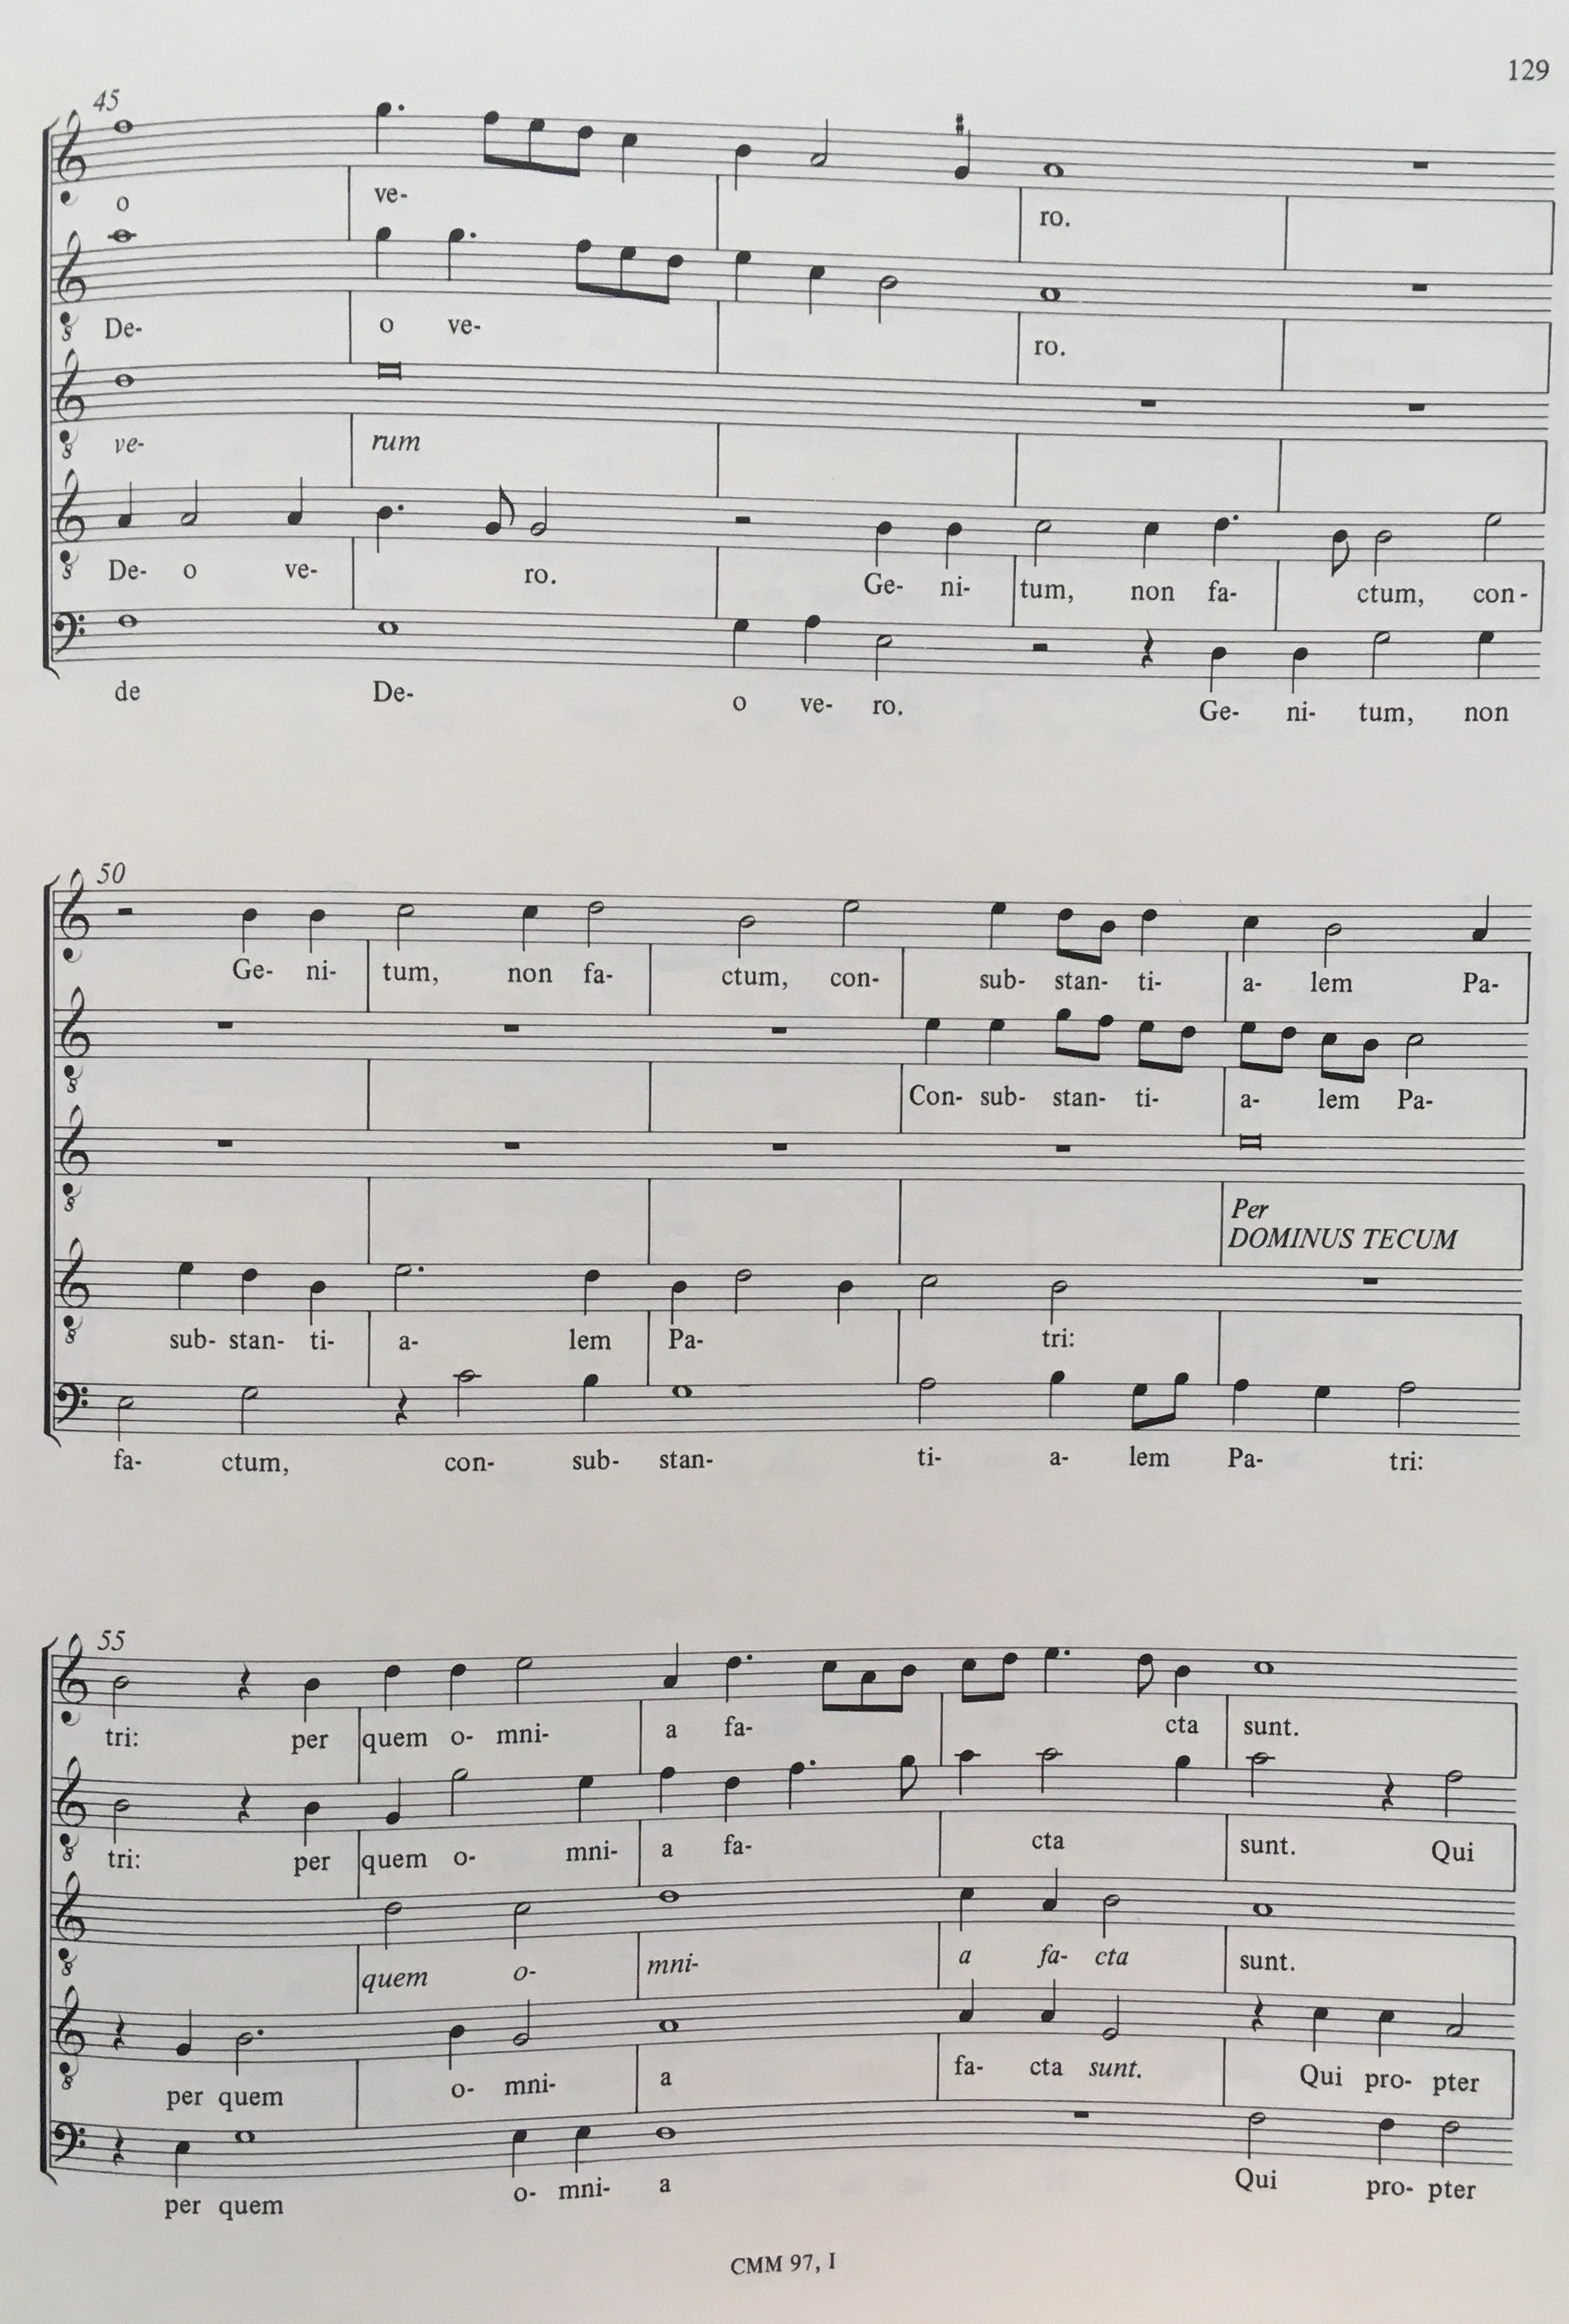 129
45
o ve- ro.
De- o ve- ro.
ve- rum
De- o ve- ro. Ge- ni- tum, non fa- ctum, con-
de De- o ve- ro. Ge- ni- tum, non
50
Ge- ni- tum, non fa- ctum, con- sub- stan- ti- a- lem Pa-
Con- sub- stan- ti- a- lem Pa-
Per
DOMINUS TECUM
sub- stan- ti- a- lem Pa- tri:
fa- ctum, con- sub- stan- ti- a- lem Pa- tri:
55
tri: per quem o- mni- a fa- cta sunt.
tri: per quem o- mni- a fa- cta sunt. Qui
quem o- mni- a fa- cta sunt.
per quem o- mni- a fa- cta sunt. Qui pro- pter
per quem o- mni- a Qui pro- pter
CMM 97, I